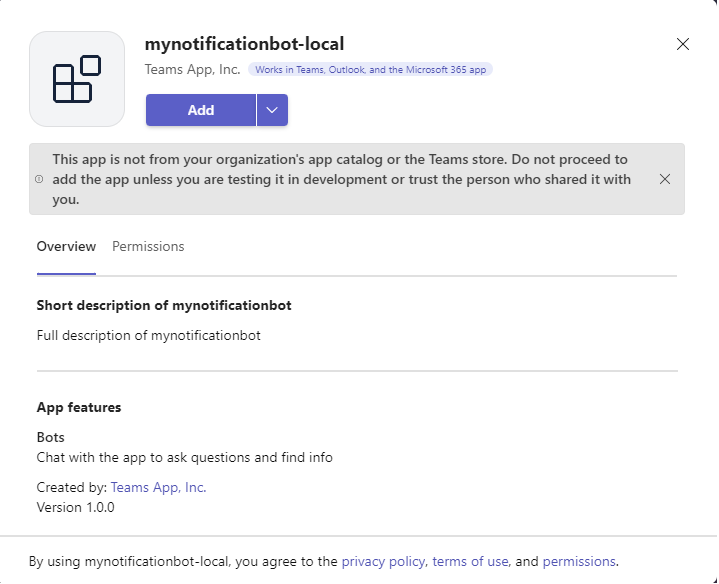 mynotificationbot-local
Teams App, Inc. Works in Teams, Outlook, and the Microsoft 365 app
Add
This app is not from your organization's app catalog or the Teams store. Do not proceed to
add the app unless you are testing it in development or trust the person who shared it with
you.
Overview Permissions
Short description of mynotificationbot
Full description of mynotificationbot
App features
Bots
Chat with the app to ask questions and find info
Created by: Teams App, Inc.
Version 1.0.0
By using mynotificationbot-local, you agree to the privacy policy, terms of use, and permissions.